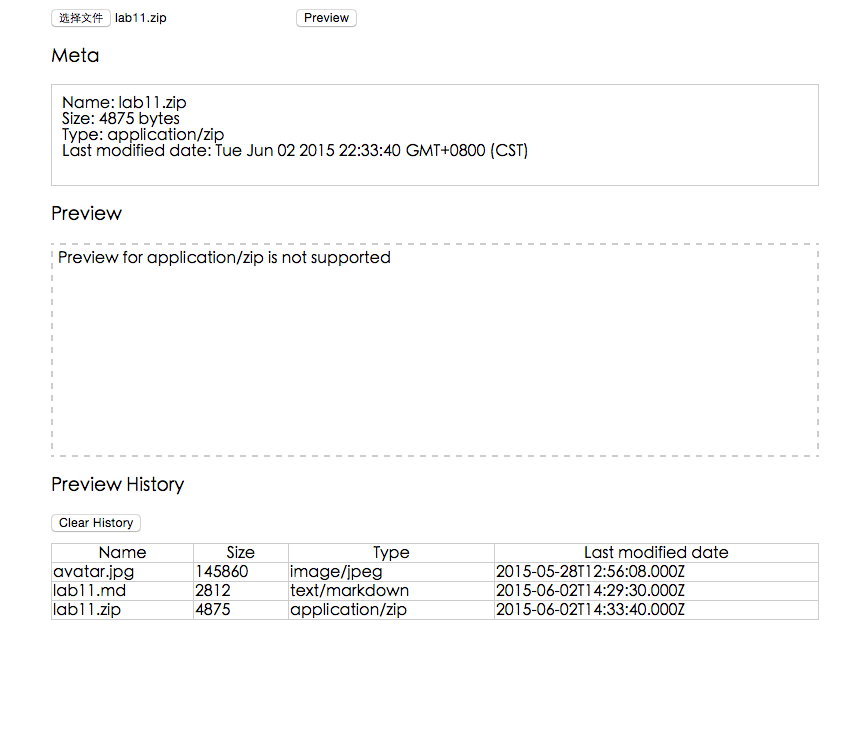 选择文件 lab11.zip Preview
Meta
Name: lab11.zip
Size: 4875 bytes
Type: application/zip
Last modified date: Tue Jun 02 2015 22:33:40 GMT+0800 (CST)
Preview
Preview for application/zip is not supported
Preview History
Clear History
Name Size Type Last modified date
avatar.jpg 145860 image/jpeg 2015-05-28T12:56:08.000Z
lab11.md 2812 text/markdown 2015-06-02T14:29:30.000Z
lab11.zip 4875 application/zip 2015-06-02T14:33:40.000Z